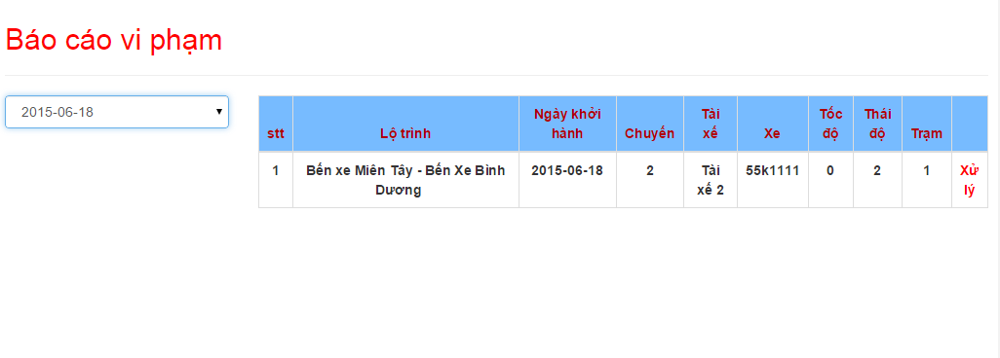 Báo cáo vi phạm
2015-06-18
stt
Lộ trình
Ngày khởi
hành
Chuyến
Tài
xế
Xe
Tốc
độ
Thái
độ
Trạm
1
Bến xe Miên Tây - Bến Xe Bình
Dương
2015-06-18
2
Tài
xế 2
55k1111
0
2
1
Xử
lý